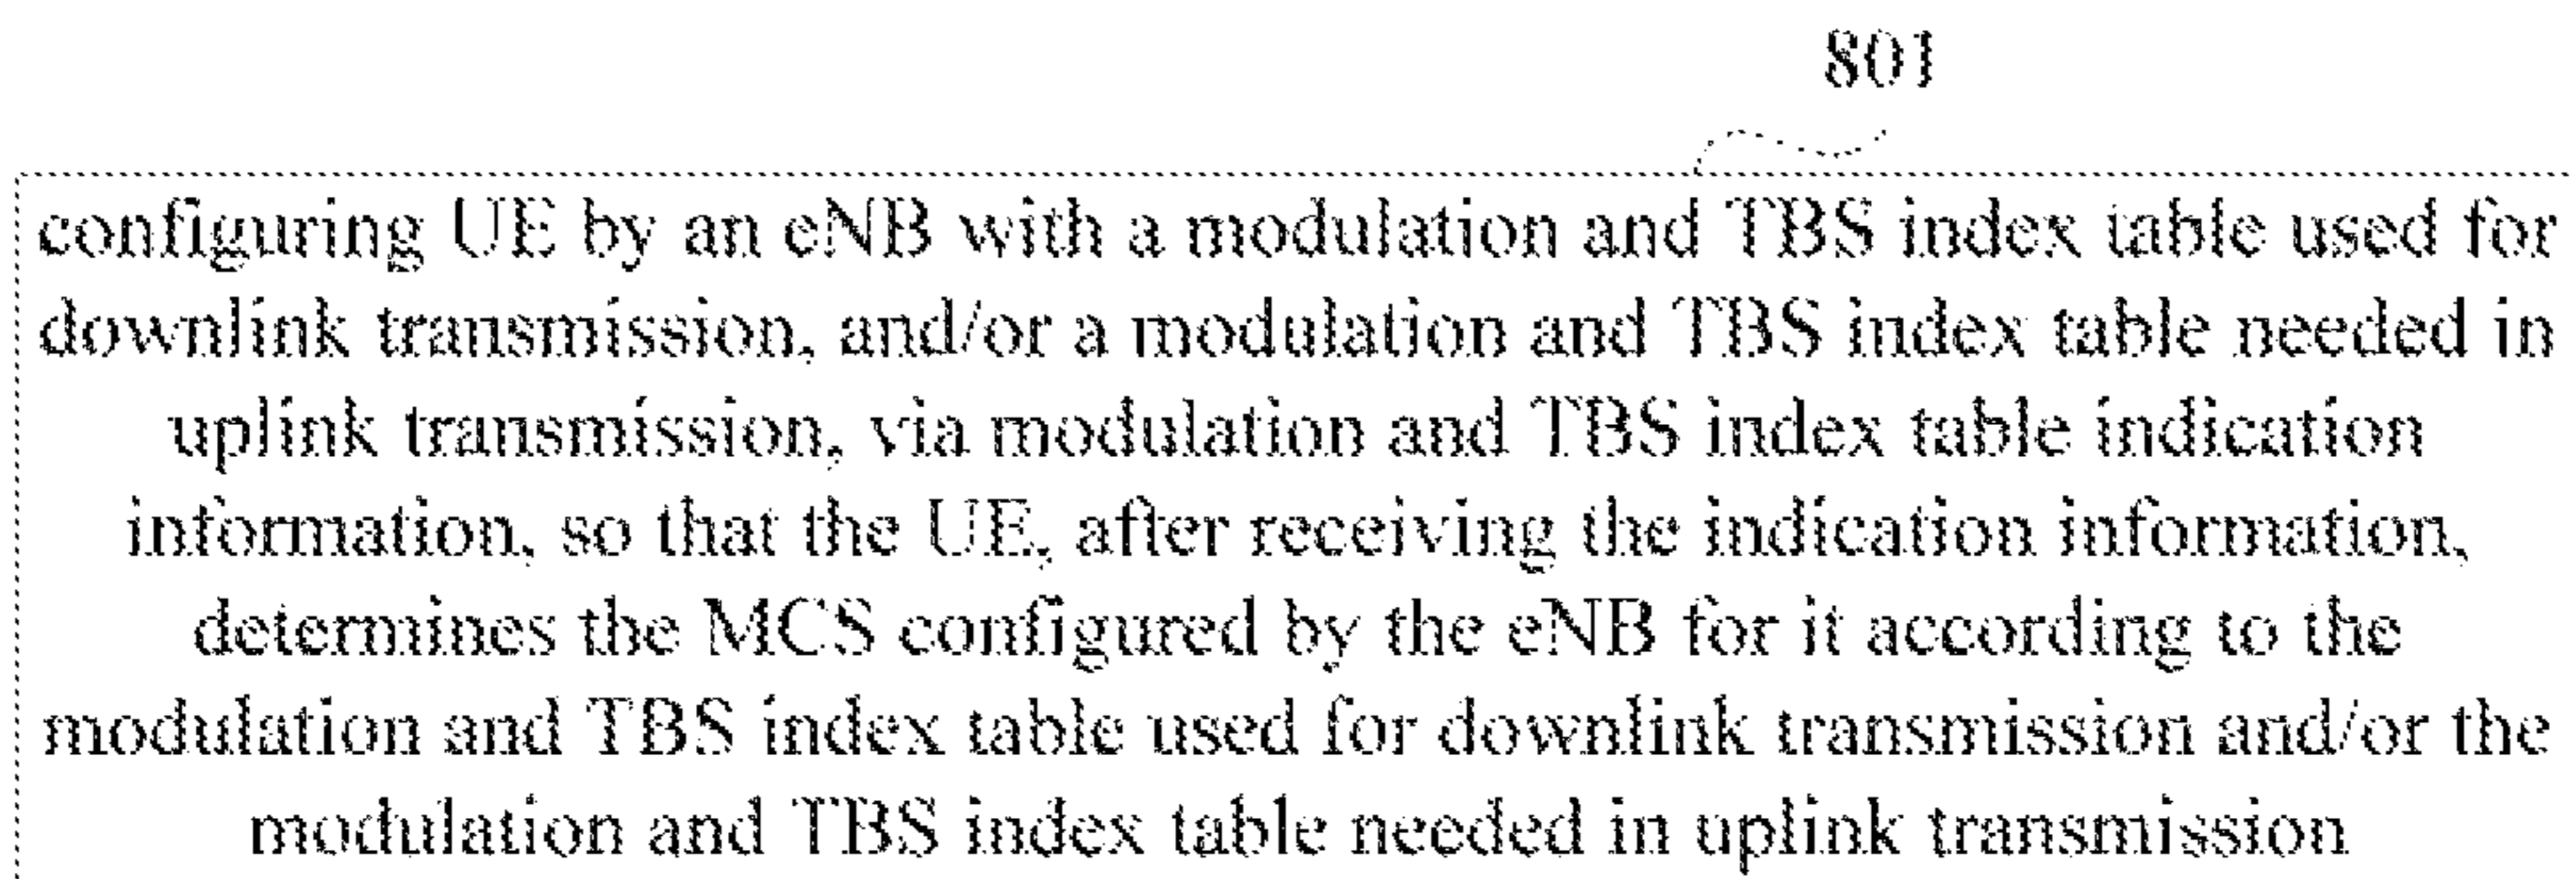 801
configuring UE by an eNB with a modulation and TBS index table used for
downlink transmission, and/or a modulation and TBS index table needed in
uplink transmission, via modulation and TBS index table indication
information, so that the UE, after receiving the indication information,
determines the MCS configured by the eNB for it according to the
modulation and TBS index table used for downlink transmission and/or the
modulation and TBS index table needed in uplink transmission